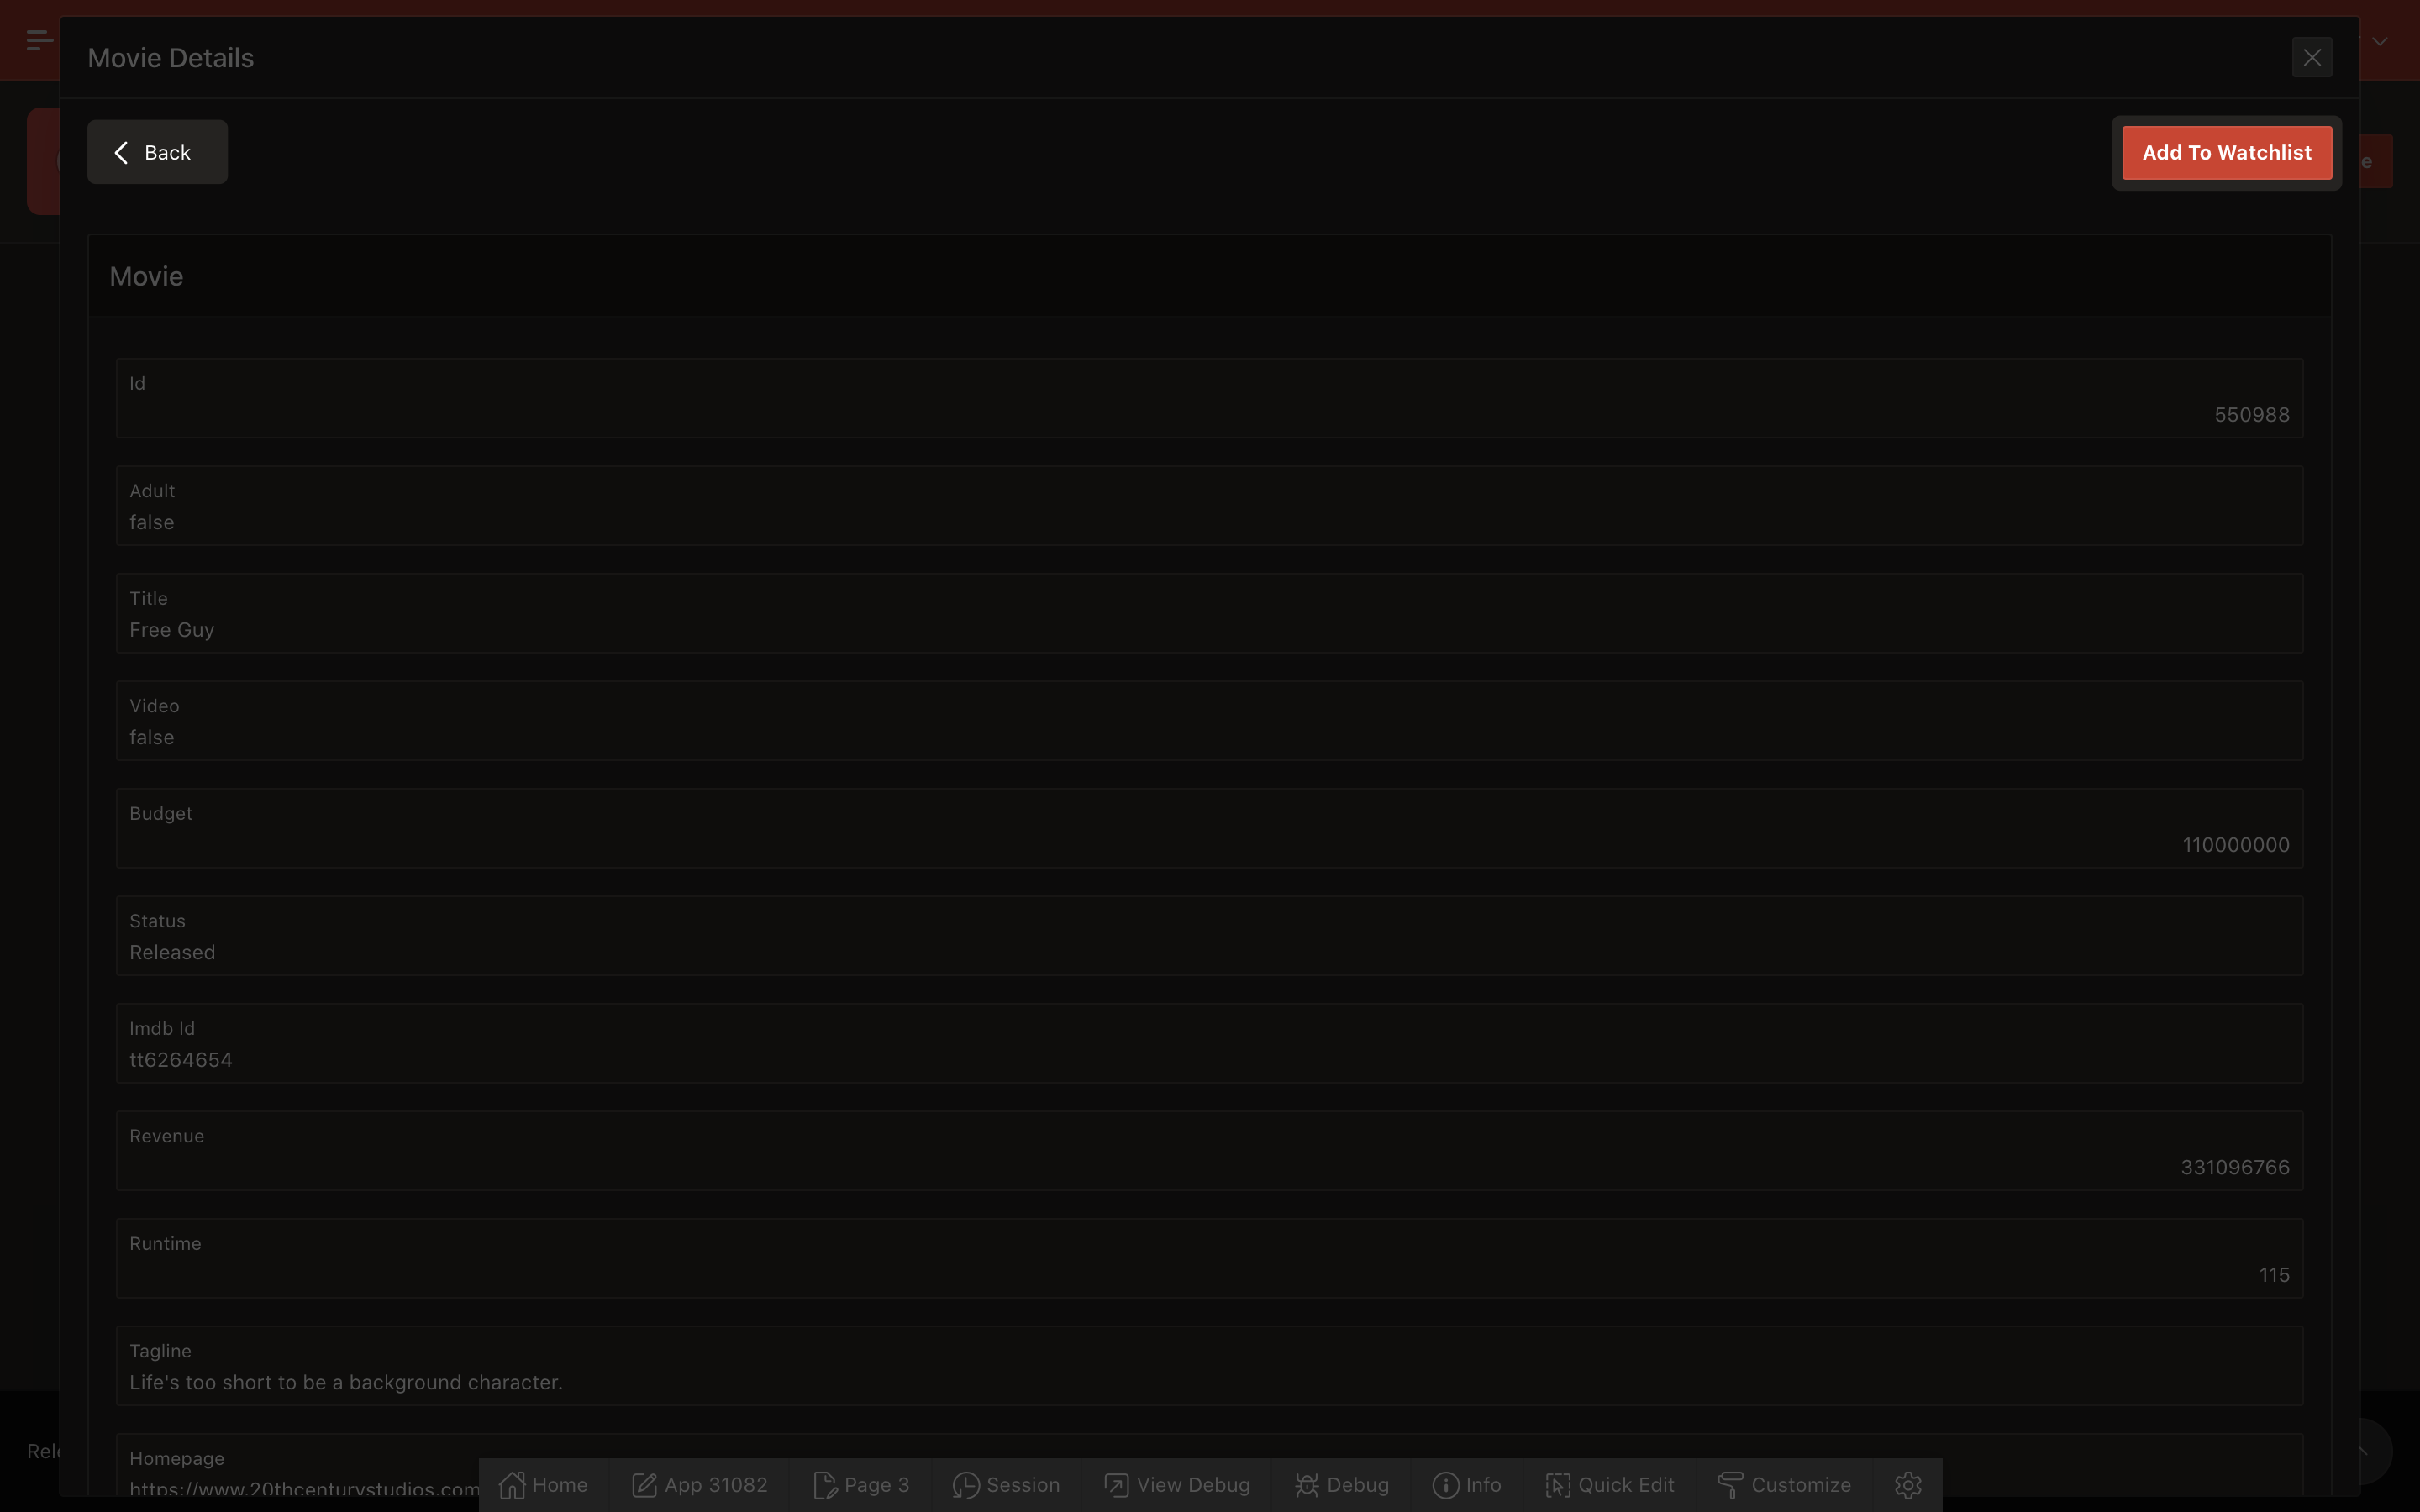 Movie Details
Back
Add To Watchlist
e
Movie
Id
550988
Adult
false
Title
Free Guy
Video
false
Budget
110000000
Status
Released
Imdb Id
tt6264654
Revenue
331096766
Runtime
115
Tagline
Life's too short to be a background character.
Homepage
https://www.20thcenturystudios.com
Rele
Home App 31082 Page 3 Session View Debug Debug Info Quick Edit Customize